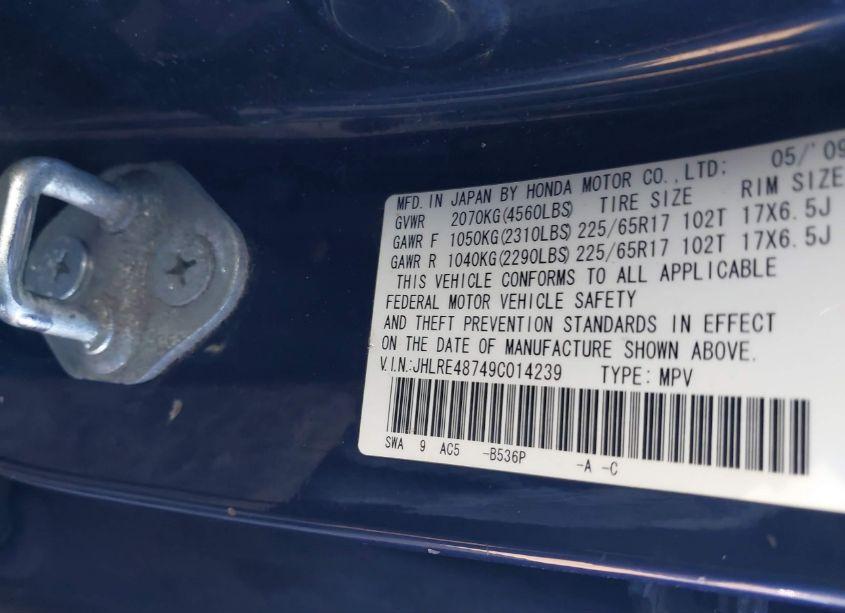 MFD. IN JAPAN BY HONDA MOTOR CO., LTD: 05/'09
GVWR 2070KG(4560LBS) TIRE SIZE RIM SIZE
GAWR F 1050KG(2310LBS) 225/65R17 102T 17X6.5J
GAWR R 1040KG(2290LBS) 225/65R17 102T 17X6.5J
THIS VEHICLE CONFORMS TO ALL APPLICABLE
FEDERAL MOTOR VEHICLE SAFETY
AND THEFT PREVENTION STANDARDS IN EFFECT
ON THE DATE OF MANUFACTURE SHOWN ABOVE.
V.I.N.:JHLRE48749C014239 TYPE: MPV
SWA 9 AC5 -B536P -A -C